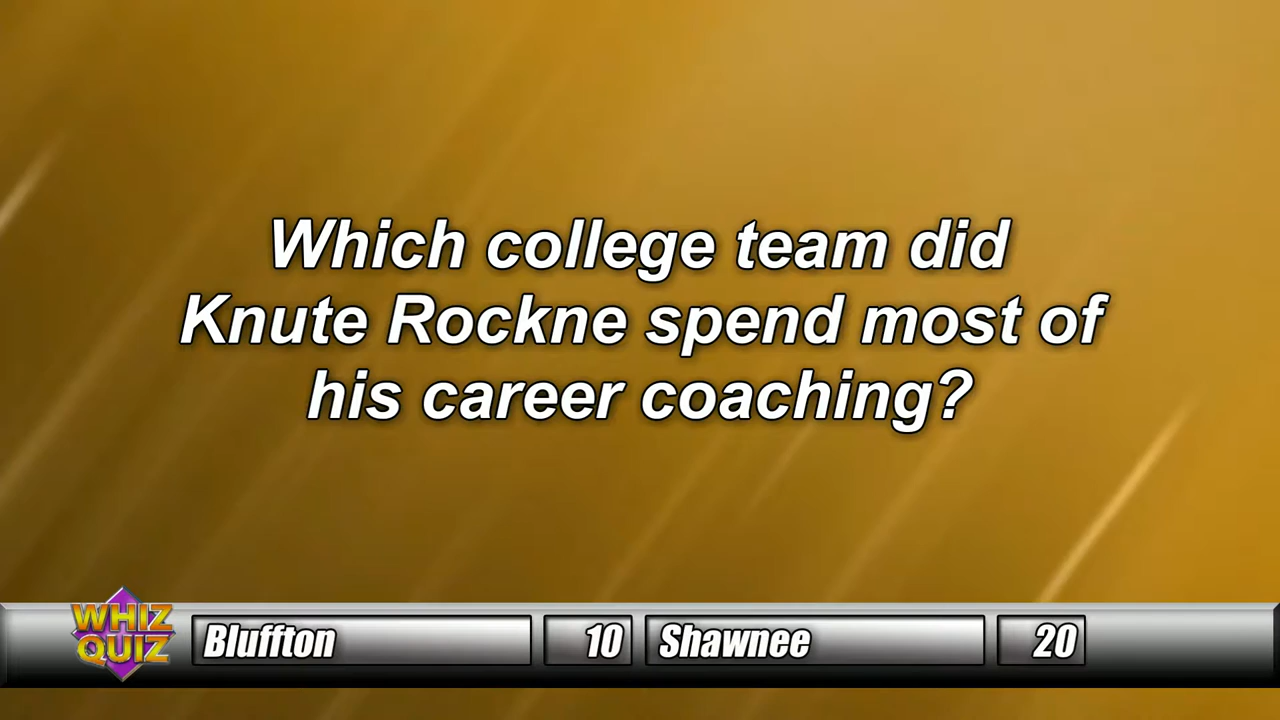 Which college team did
Knute Rockne spend most of
his career coaching?
WHIZ
QUIZ
Bluffton 10 Shawnee 20